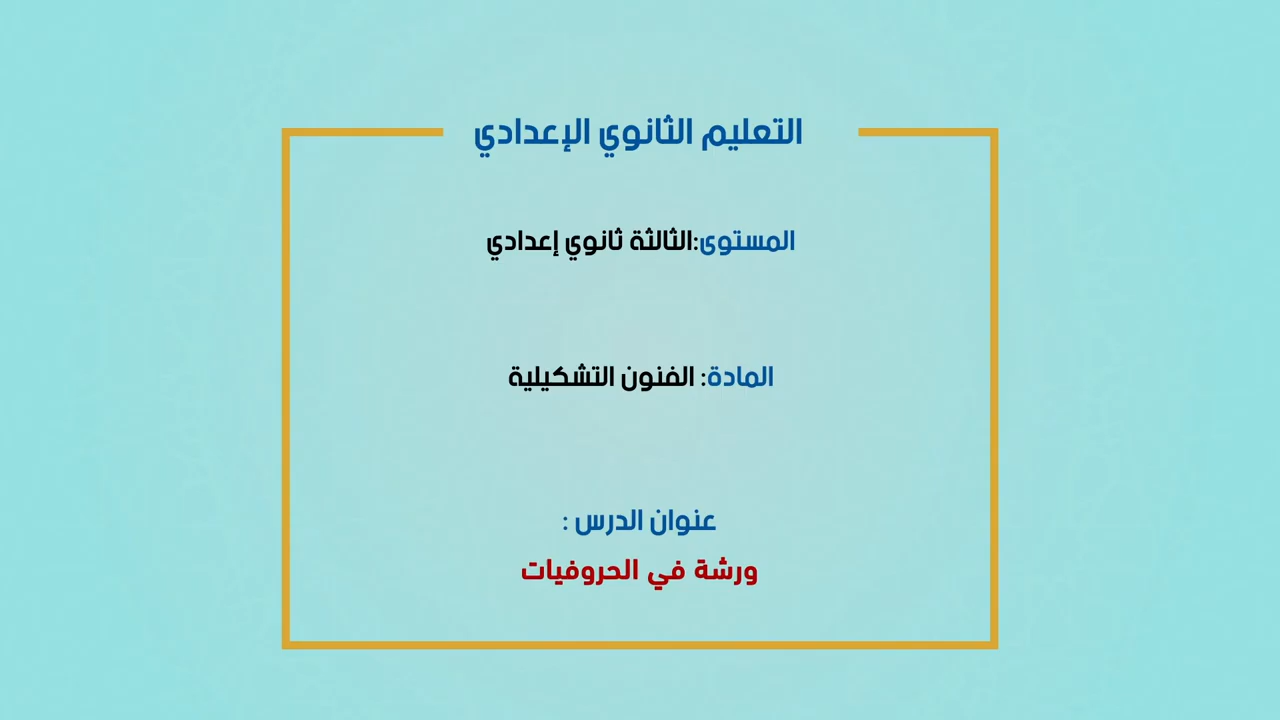 التعليم الثانوي الإعدادي
المستوى:الثالثة ثانوي إعدادي
المادة: الفنون التشكيلية
عنوان الدرس :
ورشة في الحروفيات